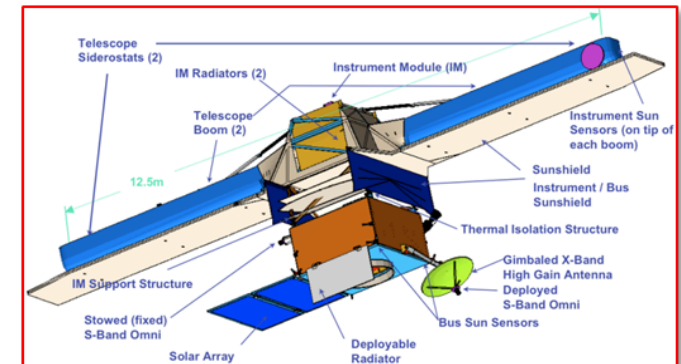 Telescope
Siderostats (2)
IM Radiators (2)
Instrument Module (IM)
Telescope
Boom (2)
Instrument Sun
Sensors (on tip of
each boom)
12.5m
Sunshield
Instrument / Bus
Sunshield
Thermal Isolation Structure
IM Support Structure
Gimbaled X-Band
High Gain Antenna
Deployed
S-Band Omni
Stowed (fixed)
S-Band Omni
Bus Sun Sensors
Solar Array
Deployable
Radiator